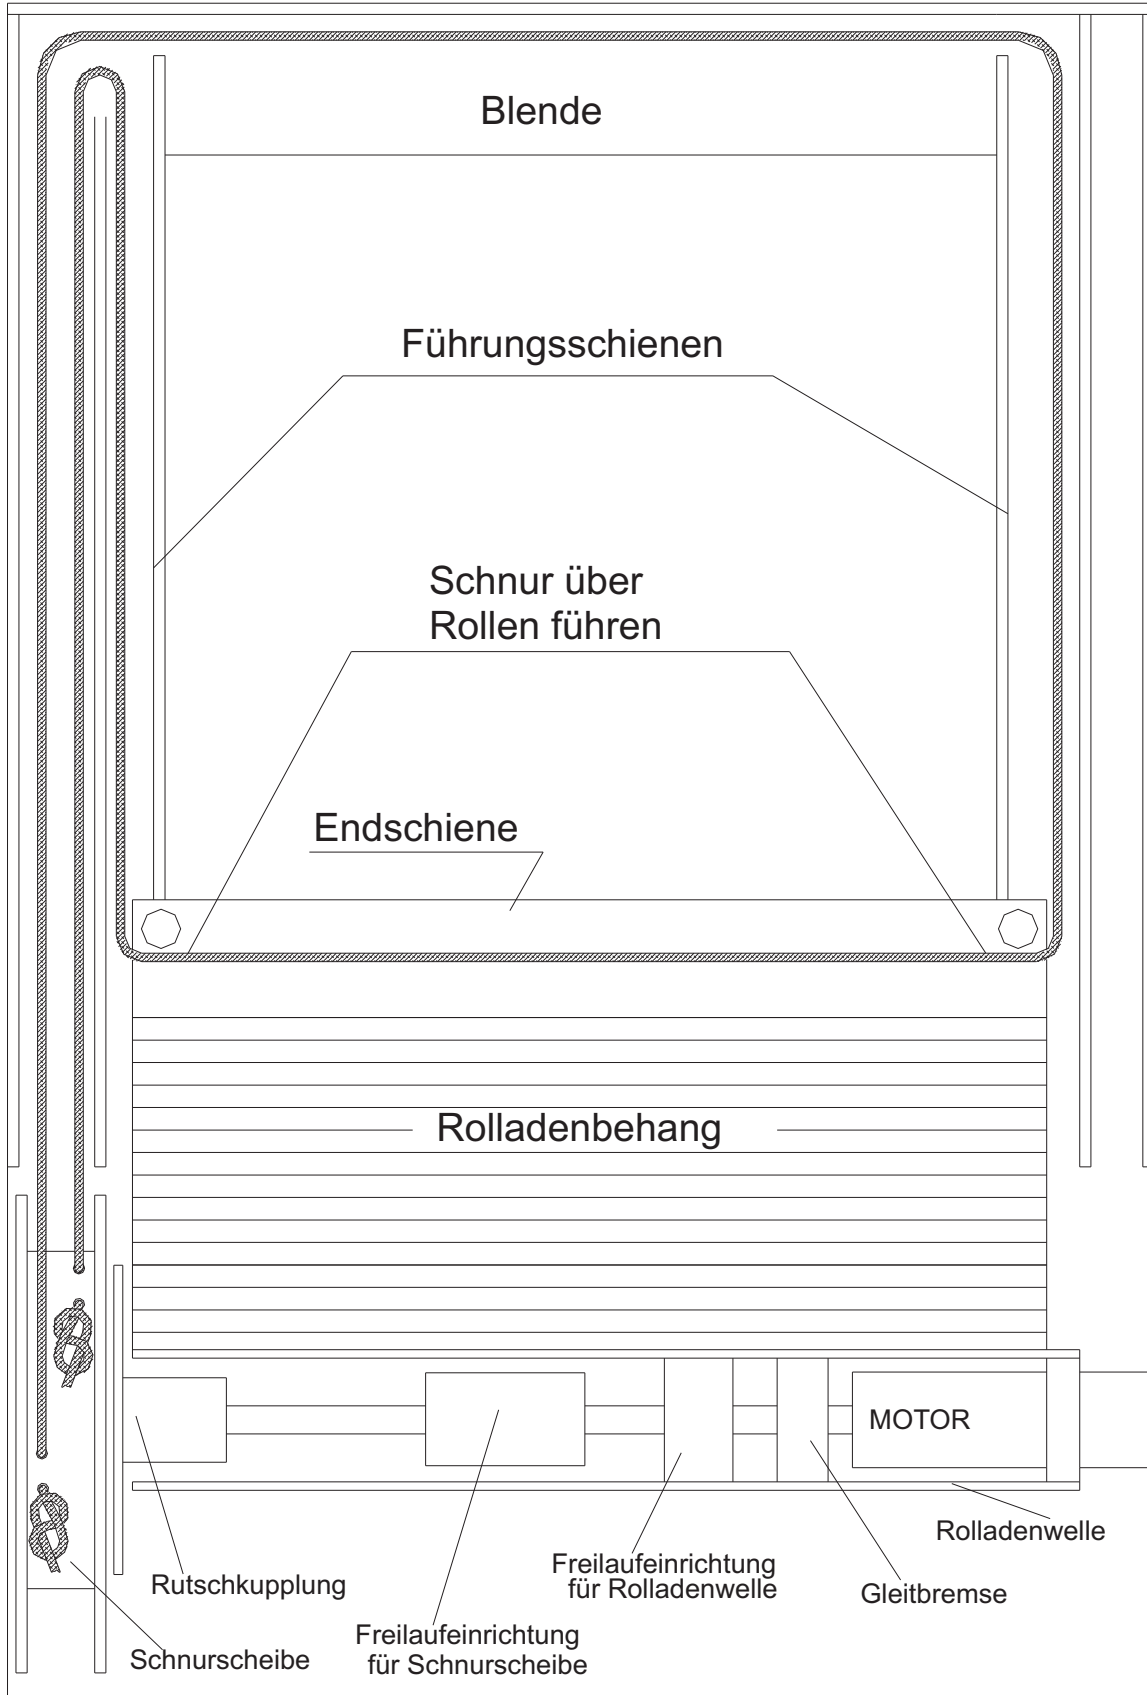 Blende
Führungsschienen
Schnur über
Rollen führen
Endschiene
Rolladenbehang
MOTOR
Rolladenwelle
Freilaufeinrichtung
für Rolladenwelle
Gleitbremse
Rutschkupplung
Freilaufeinrichtung
für Schnurscheibe
Schnurscheibe